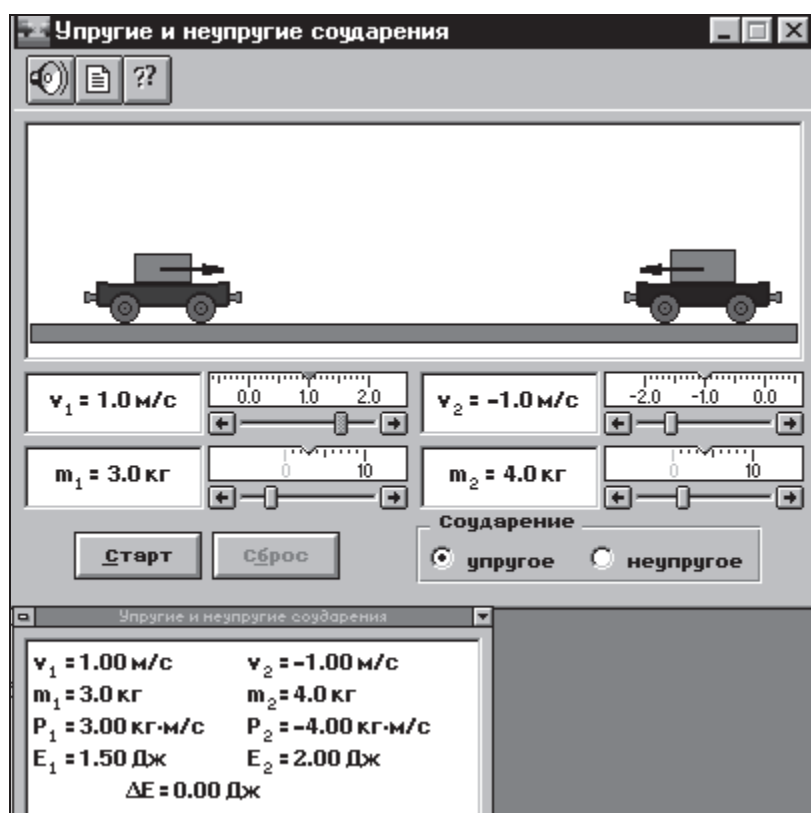 Упругие и неупругие соударения
??
v₁ = 1.0 м/с 0.0 1.0 2.0 v₂ = -1.0 м/с -2.0 -1.0 0.0
m₁ = 3.0 кг 0 10 m₂ = 4.0 кг 0 10
Соударение
Старт Сброс упругое неупругое
Упругие и неупругие соударения
v₁ = 1.00 м/с v₂ = -1.00 м/с
m₁ = 3.0 кг m₂ = 4.0 кг
P₁ = 3.00 кг·м/с P₂ = -4.00 кг·м/с
E₁ = 1.50 Дж E₂ = 2.00 Дж
ΔE = 0.00 Дж